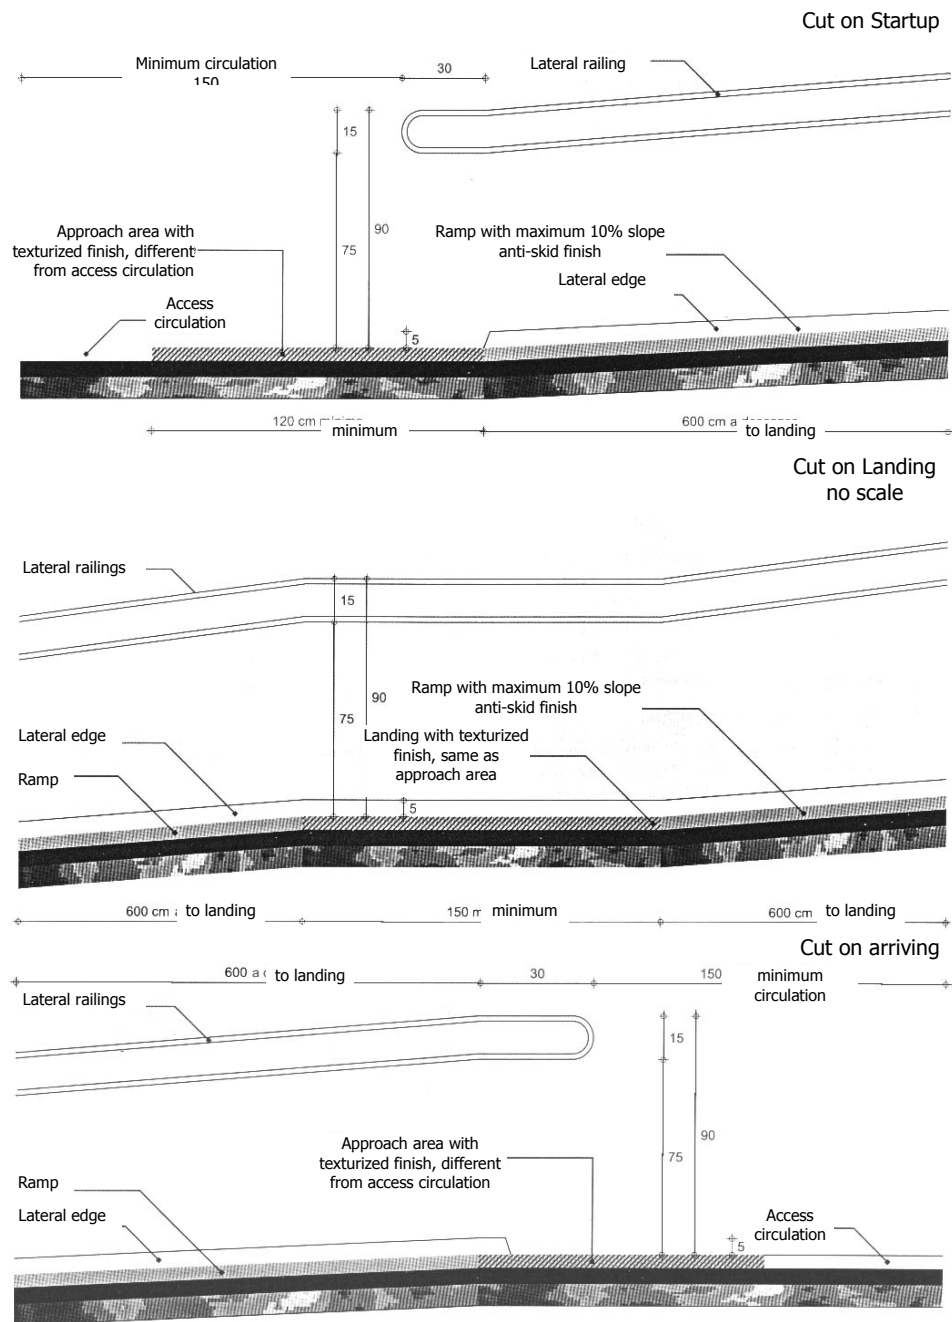 Cut on Startup
Minimum circulation
150
30
Lateral railing
15
90
75
Approach area with
texturized finish, different
from access circulation
Ramp with maximum 10% slope
anti-skid finish
Lateral edge
Access
circulation
5
120 cm
minimum
600 cm a
to landing
Cut on Landing
no scale
Lateral railings
15
90
75
Ramp with maximum 10% slope
anti-skid finish
Lateral edge
Landing with texturized
finish, same as
approach area
Ramp
5
600 cm
to landing
150
minimum
600 cm
to landing
Cut on arriving
600 a
to landing
30
150
minimum
circulation
Lateral railings
15
90
75
Approach area with
texturized finish, different
from access circulation
Ramp
Lateral edge
Access
circulation
5